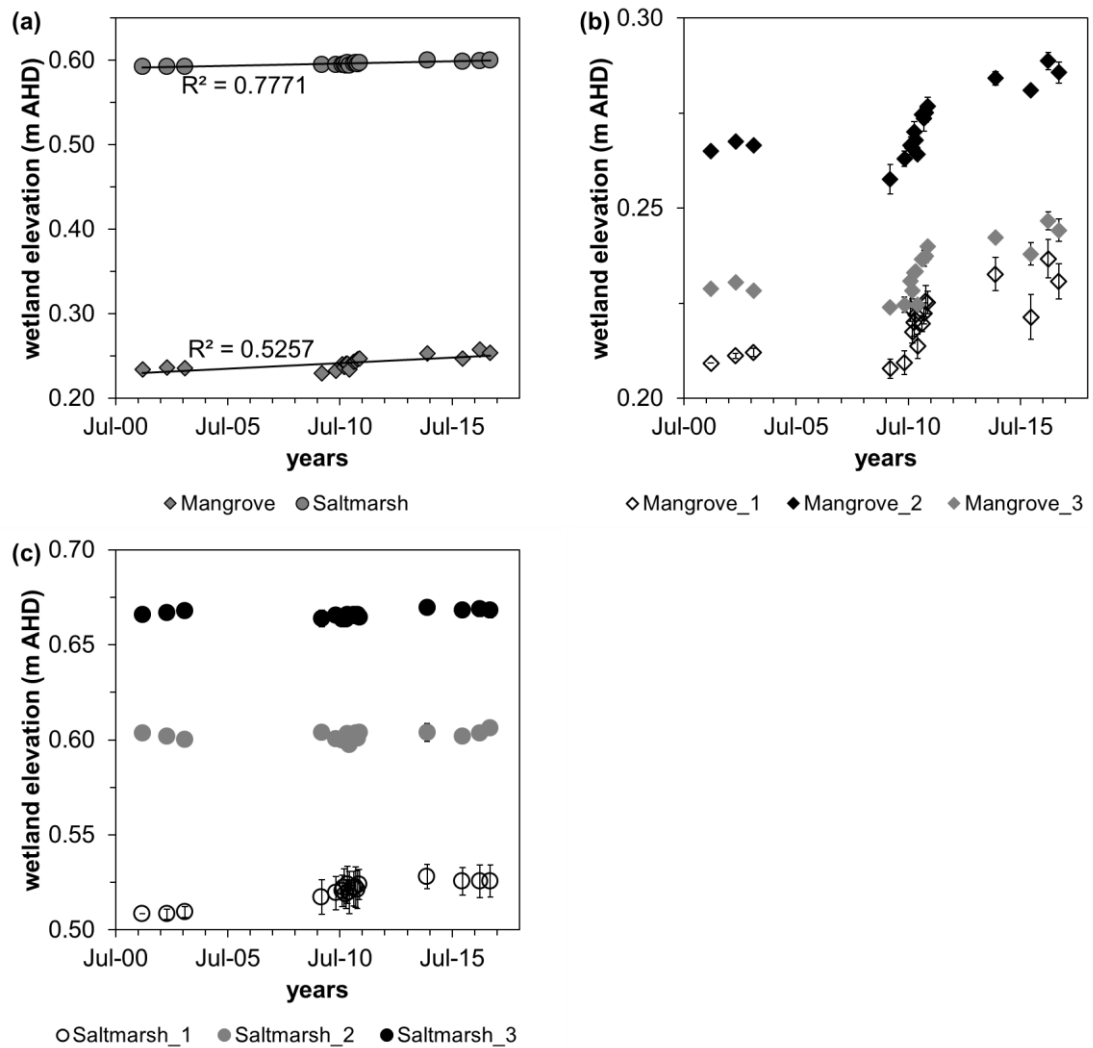 (a)
wetland elevation (m AHD)
0.60
0.50
0.40
0.30
0.20
R² = 0.7771
R² = 0.5257
Jul-00 Jul-05 Jul-10 Jul-15
years
Mangrove Saltmarsh
(b)
wetland elevation (m AHD)
0.30
0.25
0.20
Jul-00 Jul-05 Jul-10 Jul-15
years
Mangrove_1 Mangrove_2 Mangrove_3
(c)
wetland elevation (m AHD)
0.70
0.65
0.60
0.55
0.50
Jul-00 Jul-05 Jul-10 Jul-15
years
Saltmarsh_1 Saltmarsh_2 Saltmarsh_3